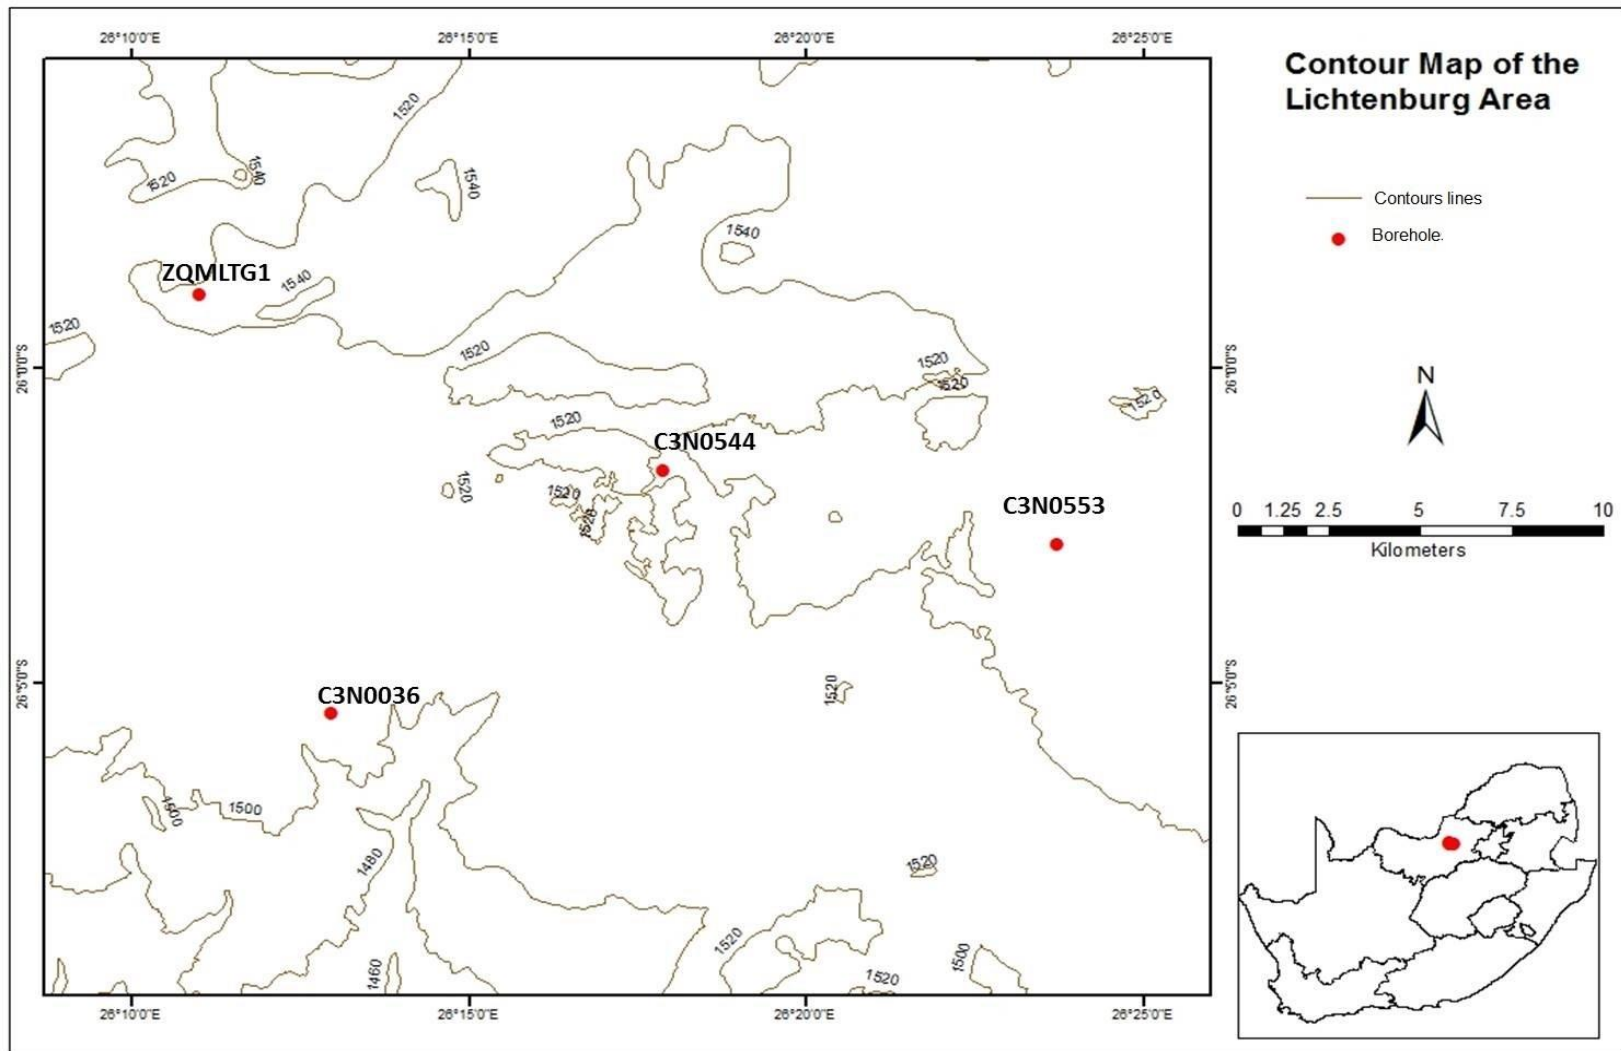 26°10'0"E 26°15'0"E 26°20'0"E 26°25'0"E
Contour Map of the
Lichtenburg Area
Contours lines
Borehole.
1520
1540
1520
1540
1540
ZQMLTG1
1540
1520
1520
1520
1520
1520
26°0'0"S
26°0'0"S
N
1520
C3N0544
1520
1520
1520
C3N0553
0 1.25 2.5 5 7.5 10
Kilometers
26°5'0"S
26°5'0"S
1520
C3N0036
1500
1500
1480
1520
1520
1500
1460
1520
26°10'0"E 26°15'0"E 26°20'0"E 26°25'0"E